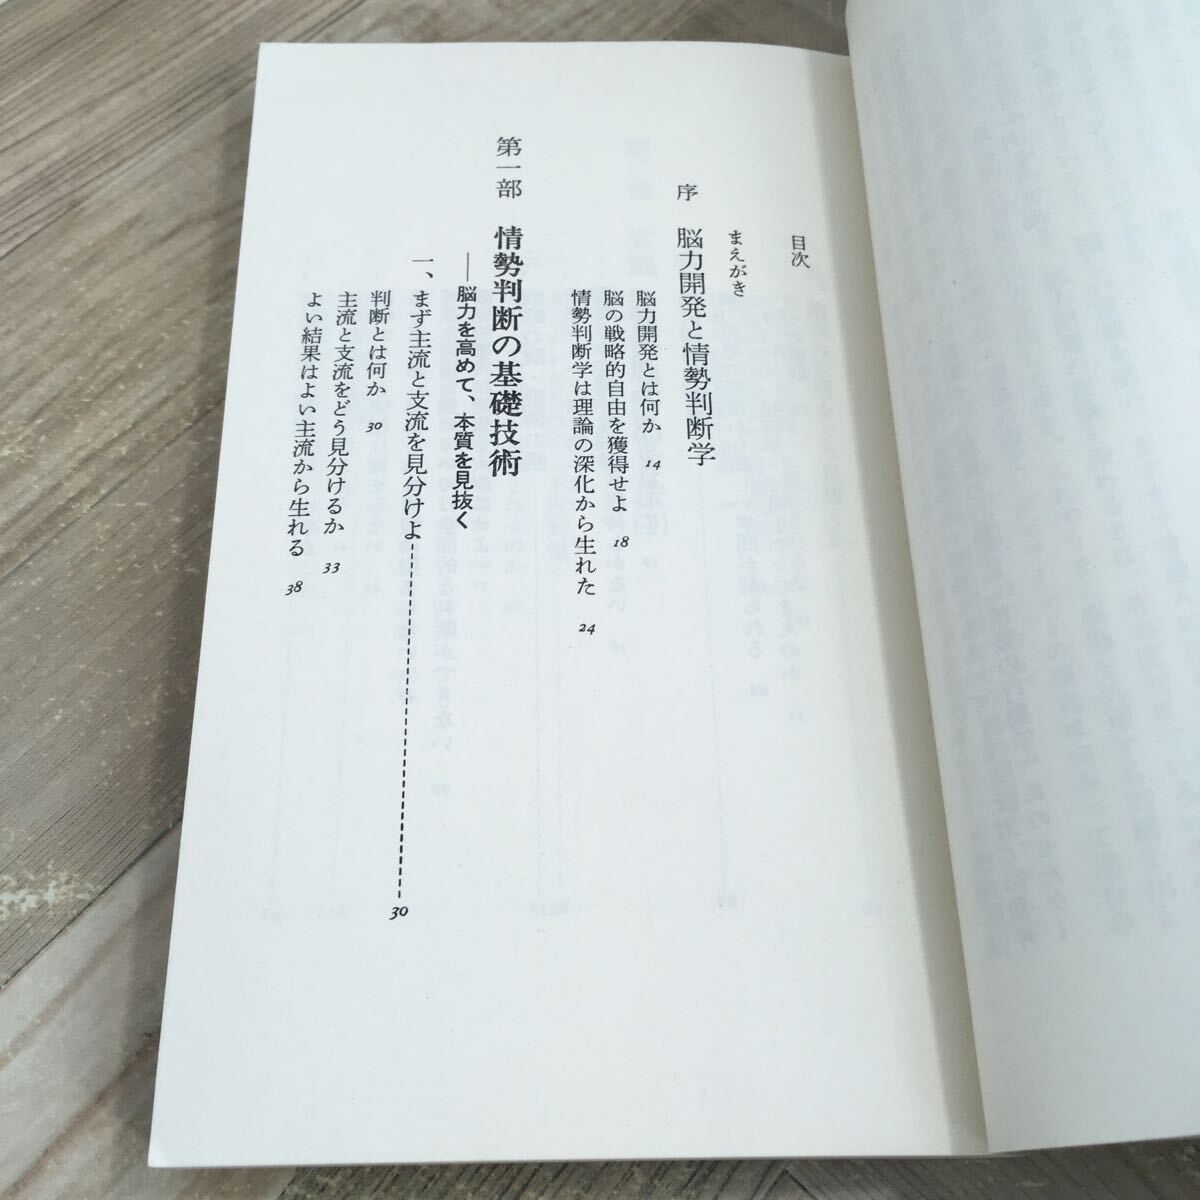 目次
まえがき
序 脳力開発と情勢判断学
脳力開発とは何か 14
脳の戦略的自由を獲得せよ 18
情勢判断学は理論の深化から生れた 24
第一部 情勢判断の基礎技術
――脳力を高めて、本質を見抜く
一、まず主流と支流を見分けよ 30
判断とは何か 30
主流と支流をどう見分けるか 33
よい結果はよい主流から生れる 38